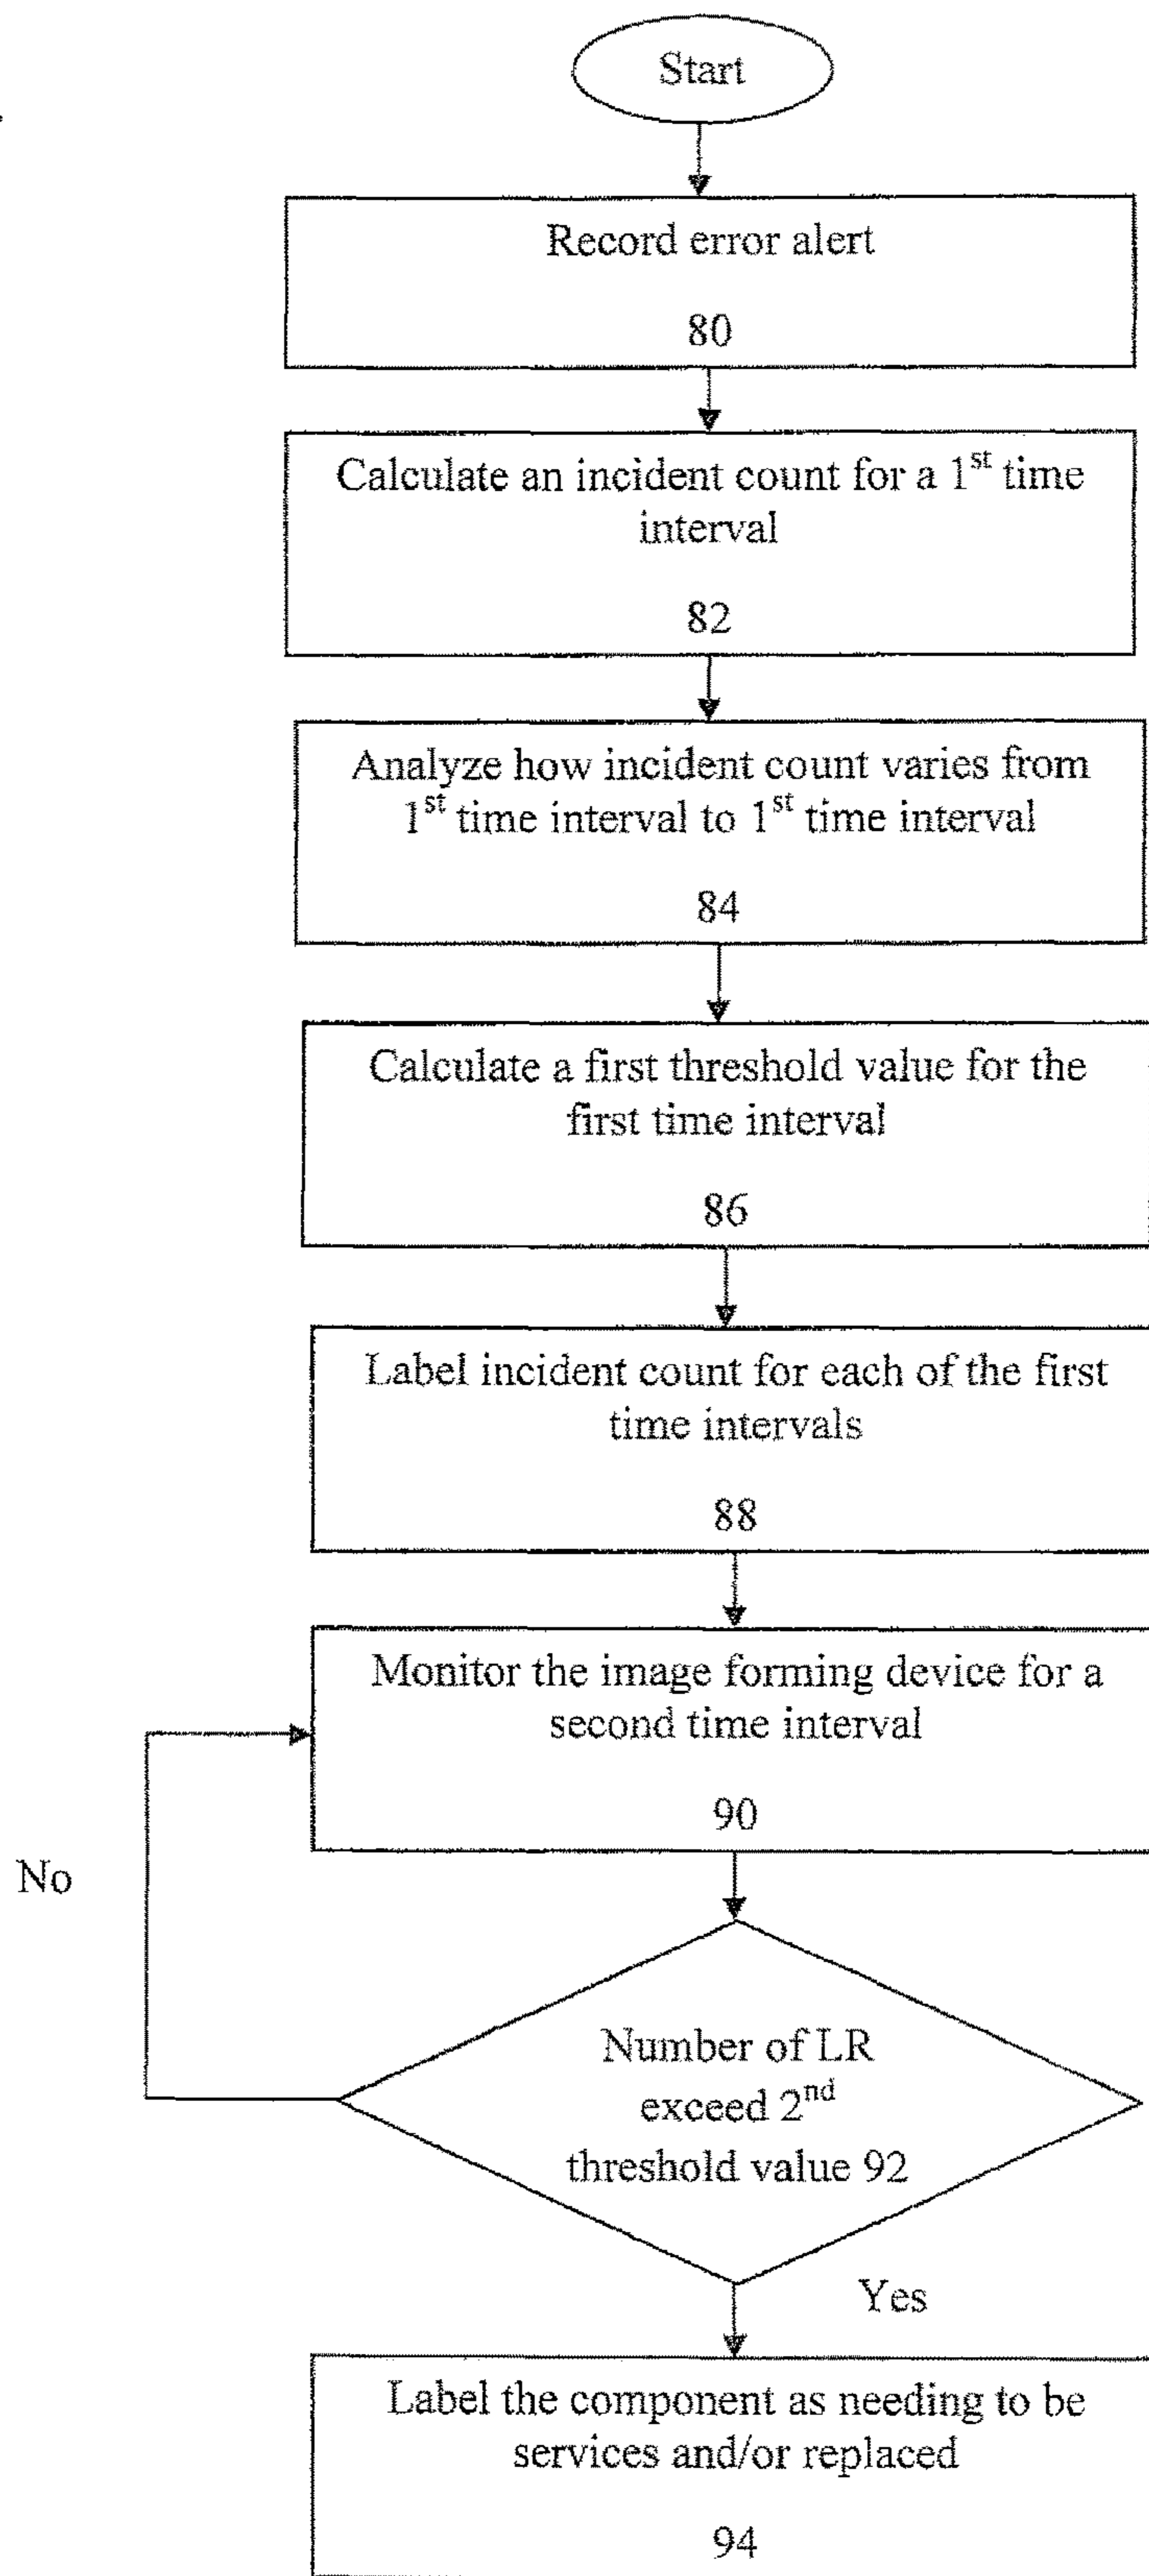 Start
Record error alert
80
Calculate an incident count for a 1st time
interval
82
Analyze how incident count varies from
1st time interval to 1st time interval
84
Calculate a first threshold value for the
first time interval
86
Label incident count for each of the first
time intervals
88
Monitor the image forming device for a
second time interval
90
No
Number of LR
exceed 2nd
threshold value 92
Yes
Label the component as needing to be
services and/or replaced
94